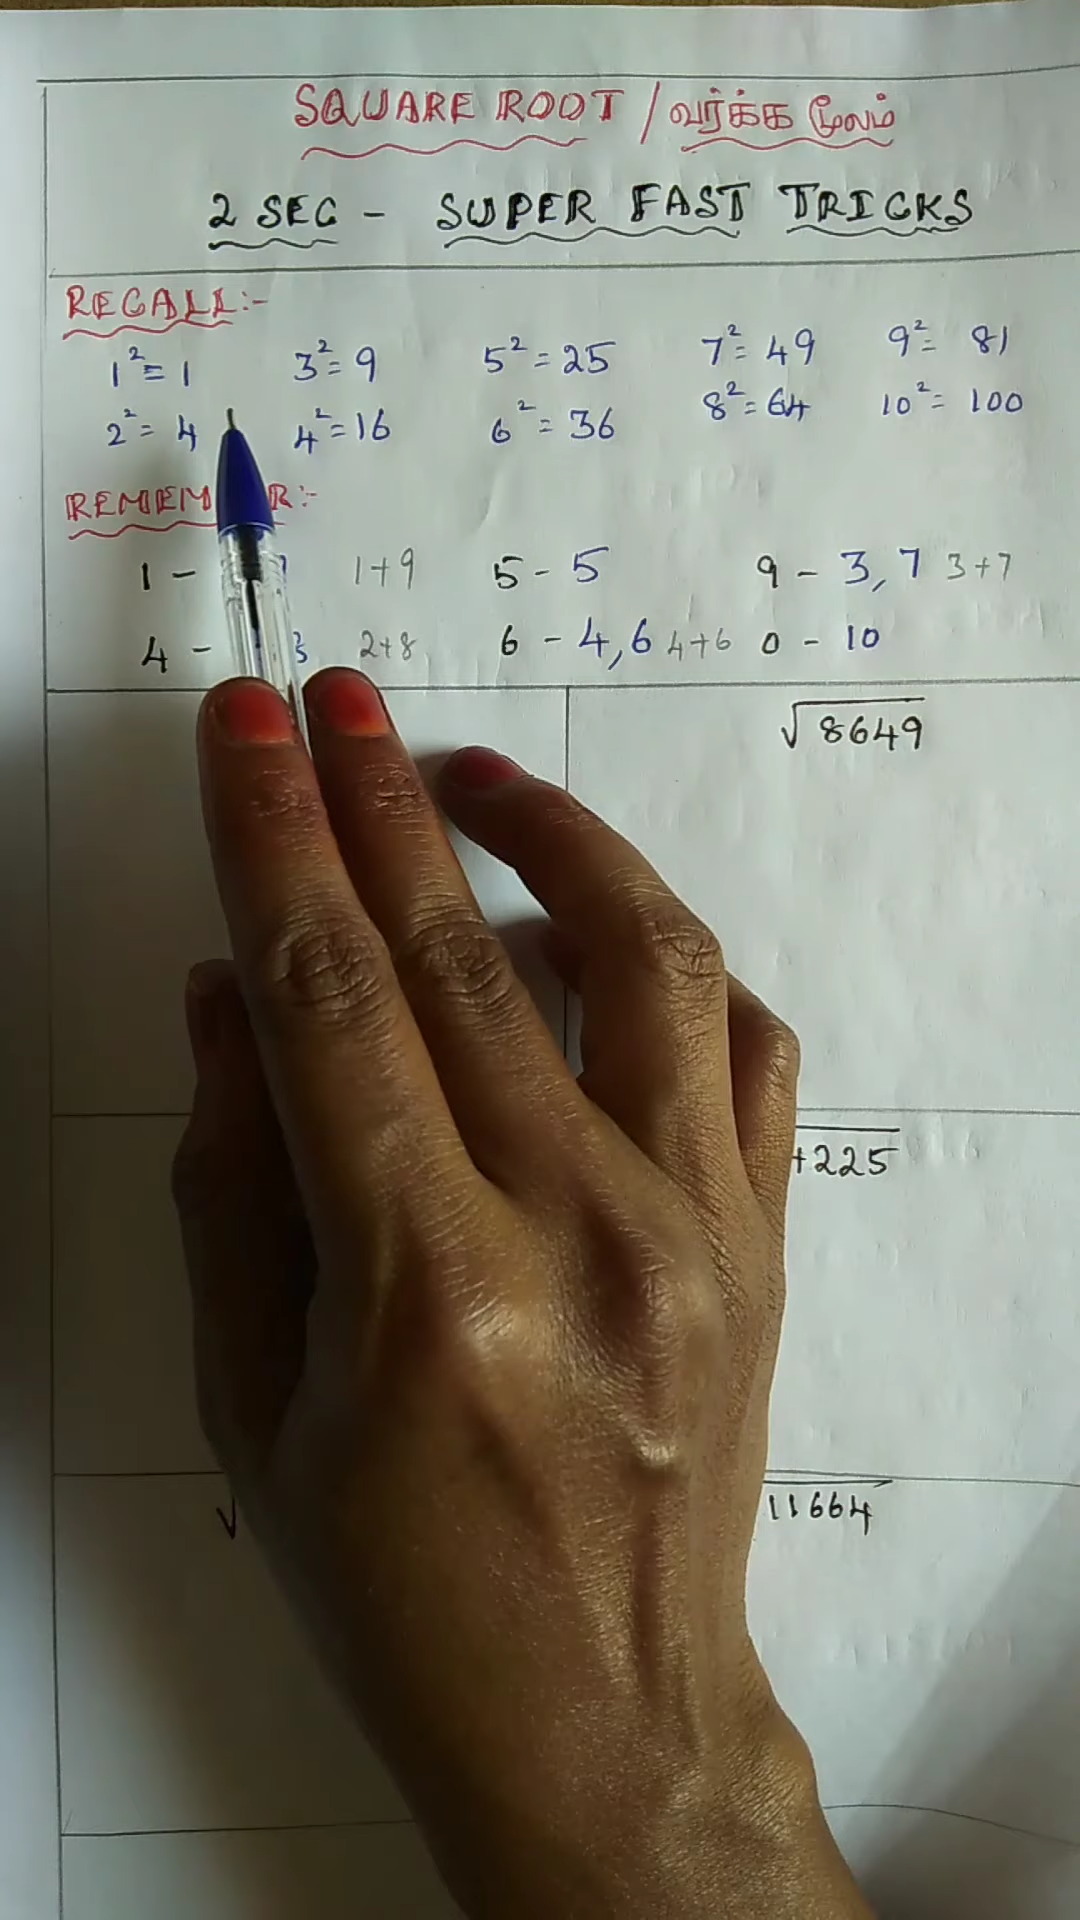 SQUARE ROOT / வர்க்க மூலம்
2 SEC - SUPER FAST TRICKS
RECALL:-
1²= 1 3²= 9 5² = 25 7²= 49 9²= 81
2²= 4 4²=16 6² = 36 8²=64 10²= 100
R:-
1 - 1+9 5 - 5 9 - 3, 7 3+7
4 - 2+8 6 - 4, 6 4+6 0 - 10
√8649
+225
√ 11664